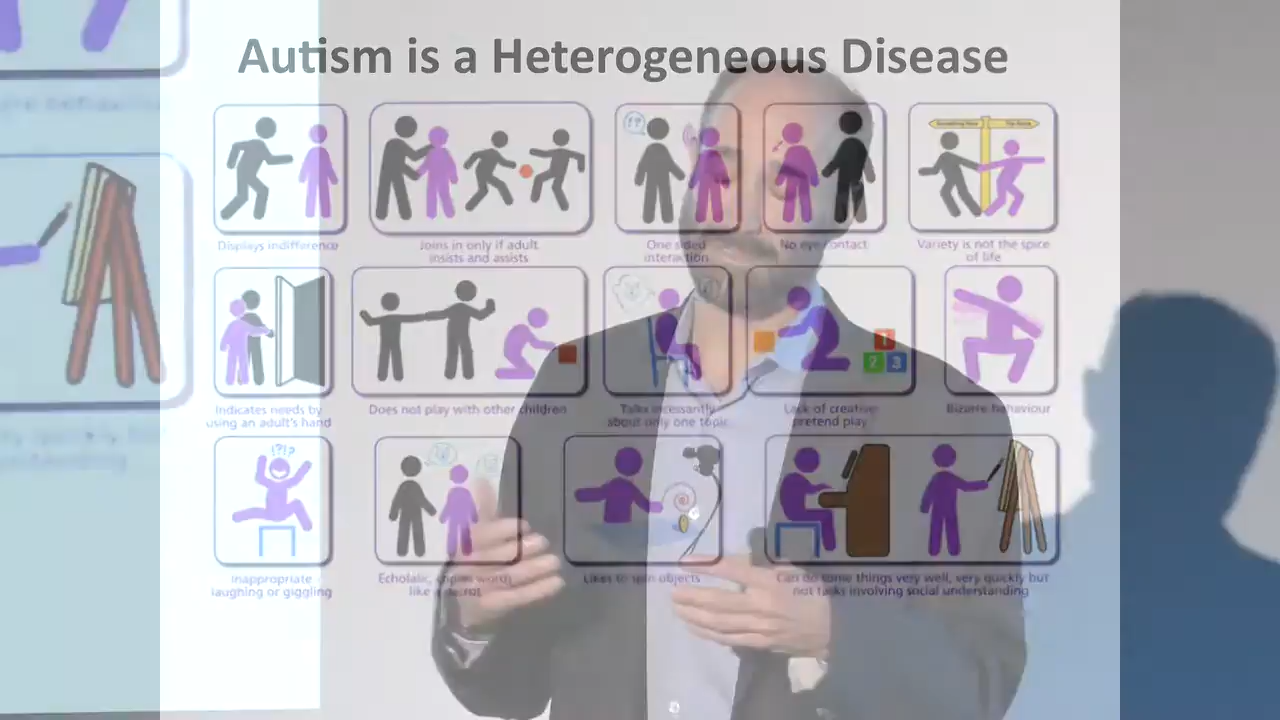 Autism is a Heterogeneous Disease
!?
Displays indifference
Joins in only if adult
insists and assists
One sided
interaction
No eye contact
Variety is not the spice
of life
Indicates needs by
using an adult's hand
Does not play with other children
Talks incessantly
about only one topic
1
2 3
Lack of creative
pretend play
Bizarre behaviour
!?!?
Inappropriate
laughing or giggling
Echolalic, copies words
like a parrot
Likes to spin objects
Can do some things very well, very quickly but
not tasks involving social understanding